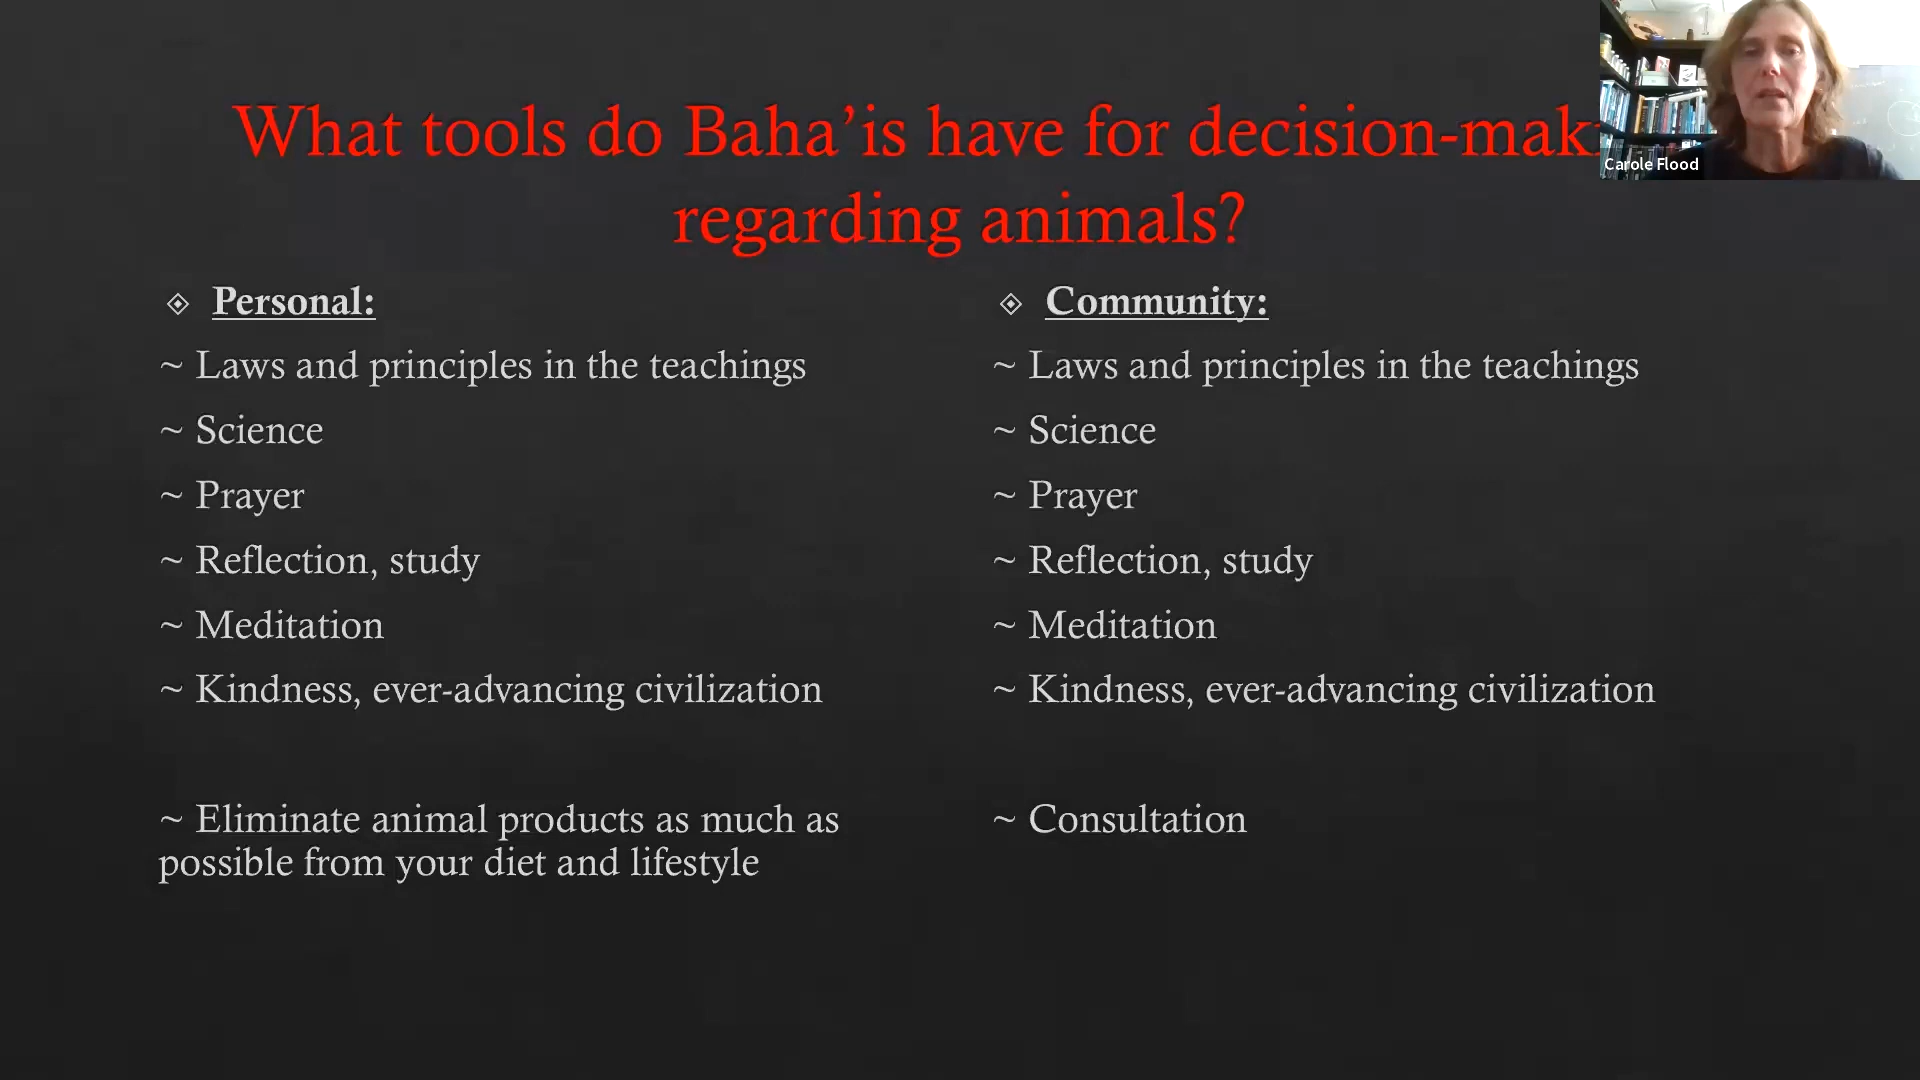 What tools do Baha’is have for decision-maki
regarding animals?
Carole Flood
Personal:
~ Laws and principles in the teachings
~ Science
~ Prayer
~ Reflection, study
~ Meditation
~ Kindness, ever-advancing civilization
~ Eliminate animal products as much as
possible from your diet and lifestyle
Community:
~ Laws and principles in the teachings
~ Science
~ Prayer
~ Reflection, study
~ Meditation
~ Kindness, ever-advancing civilization
~ Consultation